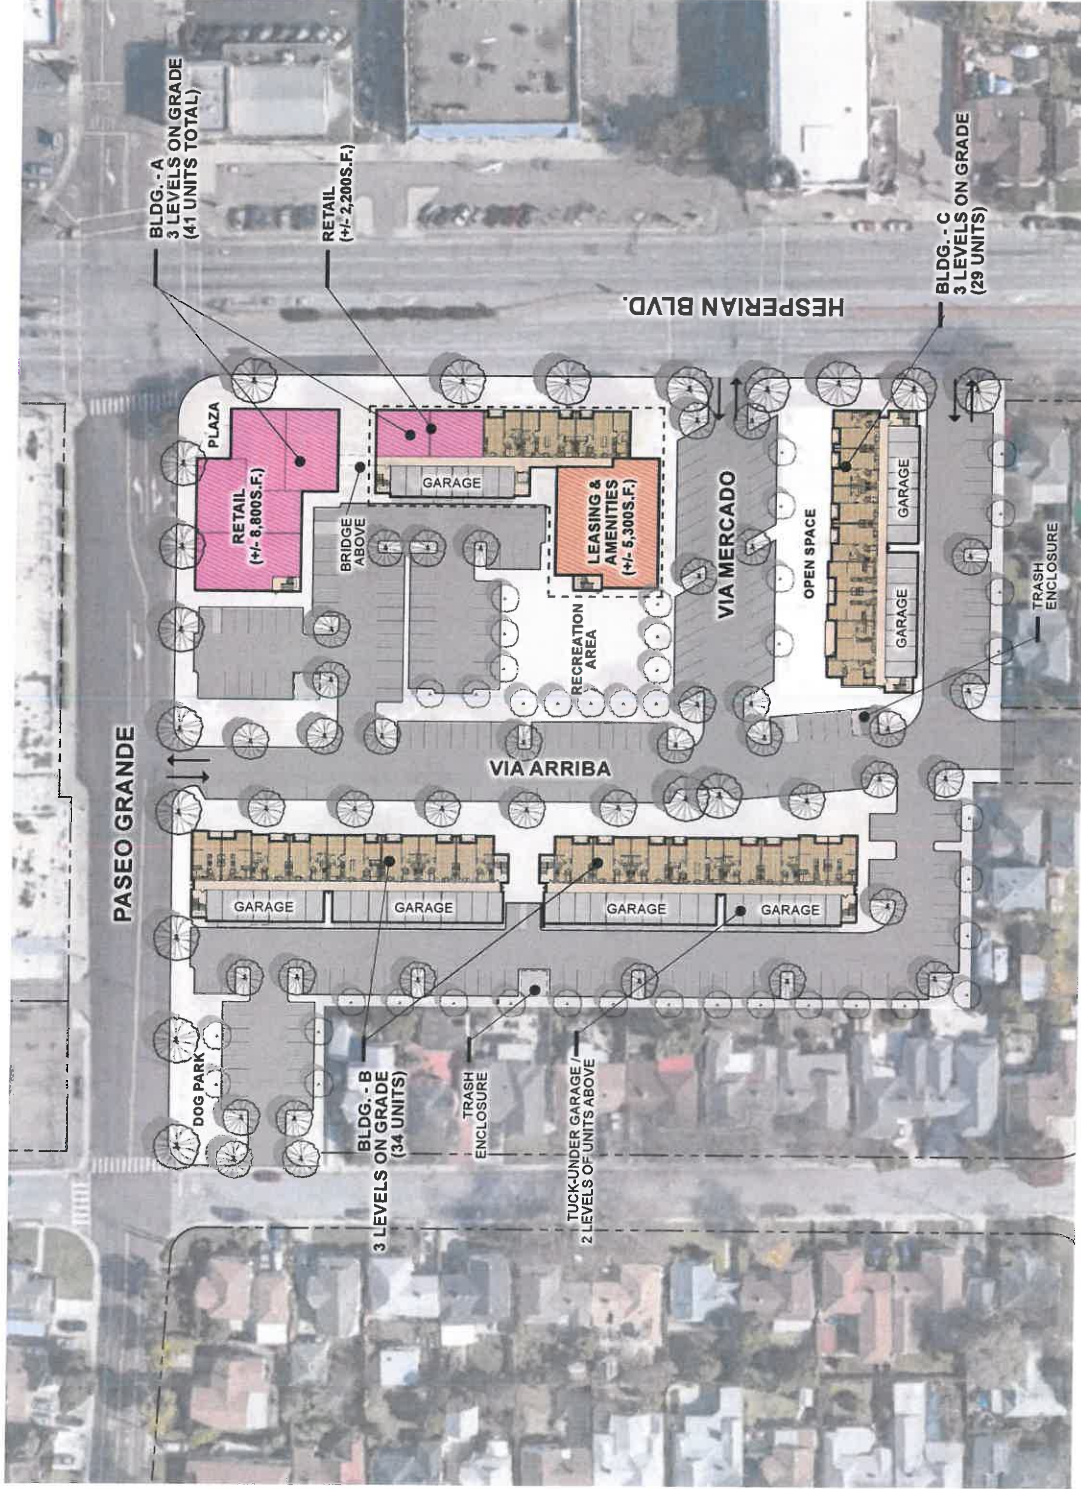 BLDG. - A
3 LEVELS ON GRADE
(41 UNITS TOTAL)
RETAIL
(+/- 2,200S.F.)
BLDG. - C
3 LEVELS ON GRADE
(29 UNITS)
HESPERIAN BLVD.
PLAZA
RETAIL
(+/- 8,800S.F.)
BRIDGE
ABOVE
GARAGE
LEASING &
AMENITIES
(+/- 5,300S.F.)
VIA MERCADO
OPEN SPACE
GARAGE
GARAGE
TRASH
ENCLOSURE
RECREATION
AREA
PASEO GRANDE
VIA ARRIBA
GARAGE
GARAGE
GARAGE
GARAGE
DOG PARK
BLDG. - B
3 LEVELS ON GRADE
(34 UNITS)
TRASH
ENCLOSURE
TUCK-UNDER GARAGE /
2 LEVELS OF UNITS ABOVE